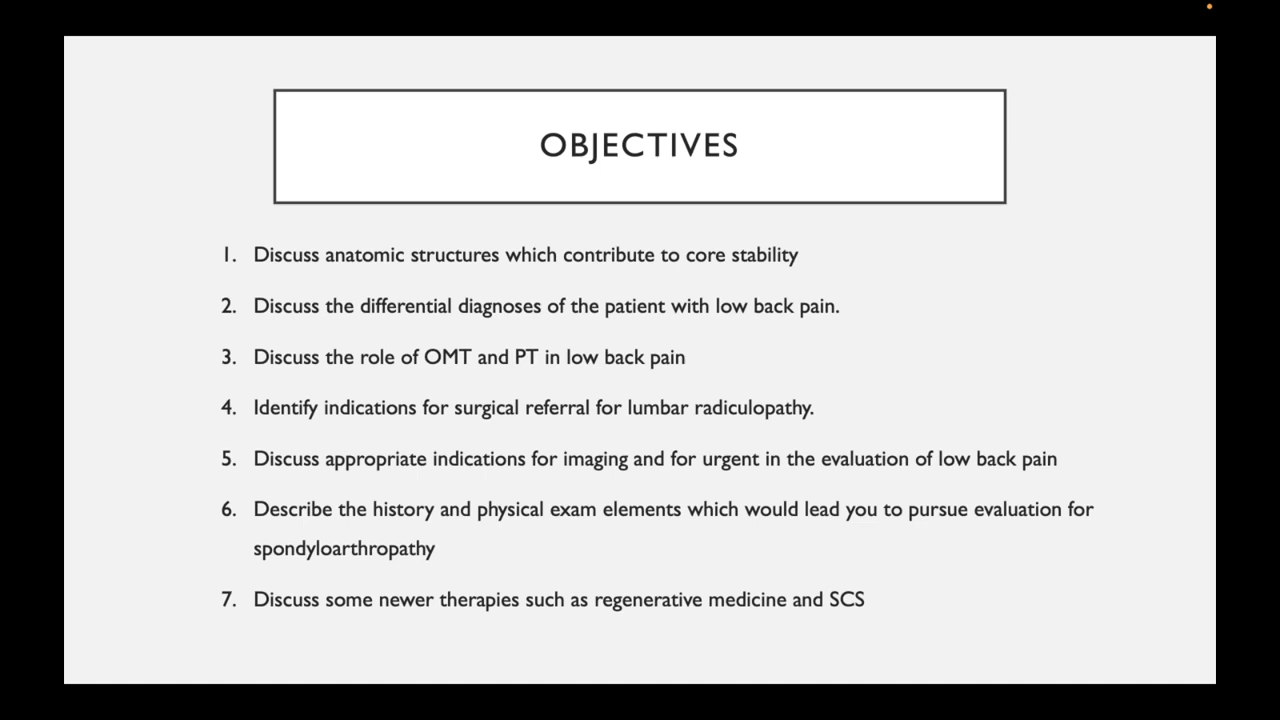 OBJECTIVES
1. Discuss anatomic structures which contribute to core stability
2. Discuss the differential diagnoses of the patient with low back pain.
3. Discuss the role of OMT and PT in low back pain
4. Identify indications for surgical referral for lumbar radiculopathy.
5. Discuss appropriate indications for imaging and for urgent in the evaluation of low back pain
6. Describe the history and physical exam elements which would lead you to pursue evaluation for
spondyloarthropathy
7. Discuss some newer therapies such as regenerative medicine and SCS